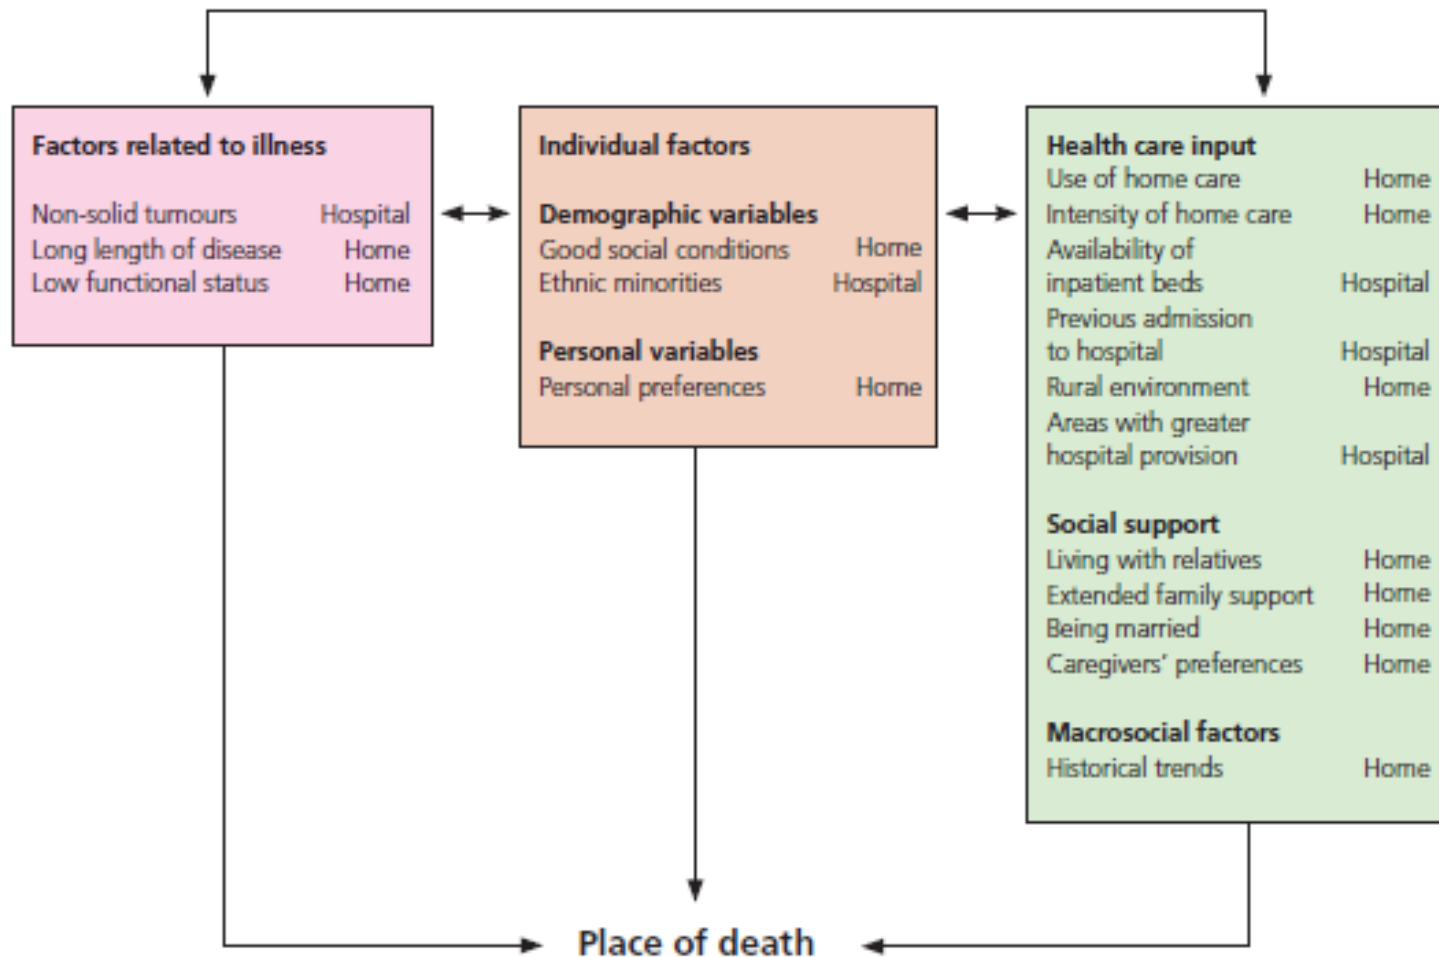 Factors related to illness
Non-solid tumours Hospital
Long length of disease Home
Low functional status Home
Individual factors
Demographic variables
Good social conditions Home
Ethnic minorities Hospital
Personal variables
Personal preferences Home
Health care input
Use of home care Home
Intensity of home care Home
Availability of
inpatient beds Hospital
Previous admission
to hospital Hospital
Rural environment Home
Areas with greater
hospital provision Hospital
Social support
Living with relatives Home
Extended family support Home
Being married Home
Caregivers’ preferences Home
Macrosocial factors
Historical trends Home
Place of death